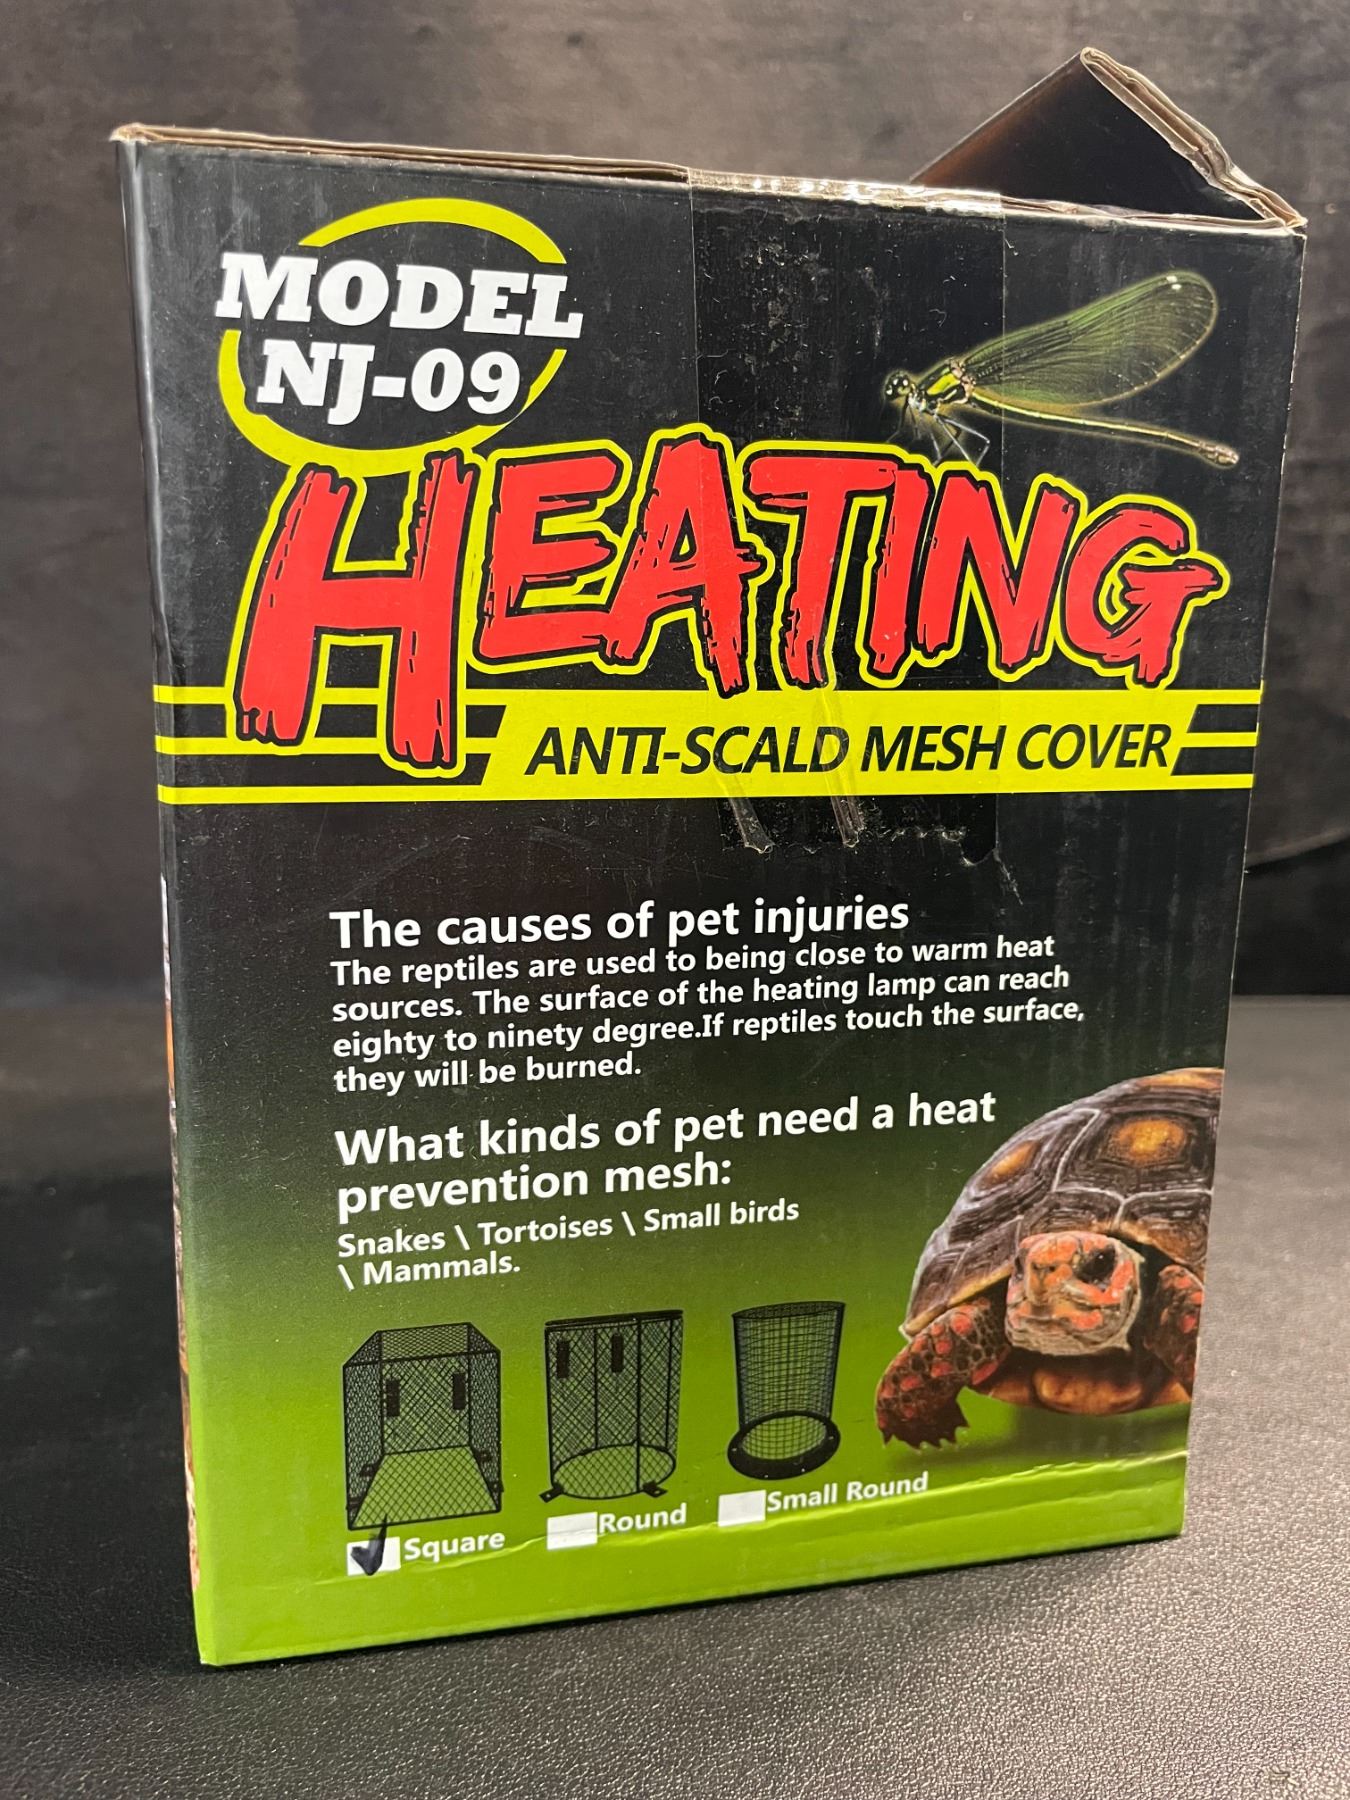 MODEL
NJ-09
HEATING
ANTI-SCALD MESH COVER
The causes of pet injuries
The reptiles are used to being close to warm heat
sources. The surface of the heating lamp can reach
eighty to ninety degree.If reptiles touch the surface,
they will be burned.
What kinds of pet need a heat
prevention mesh:
Snakes \ Tortoises \ Small birds
\ Mammals.
Square
Round
Small Round